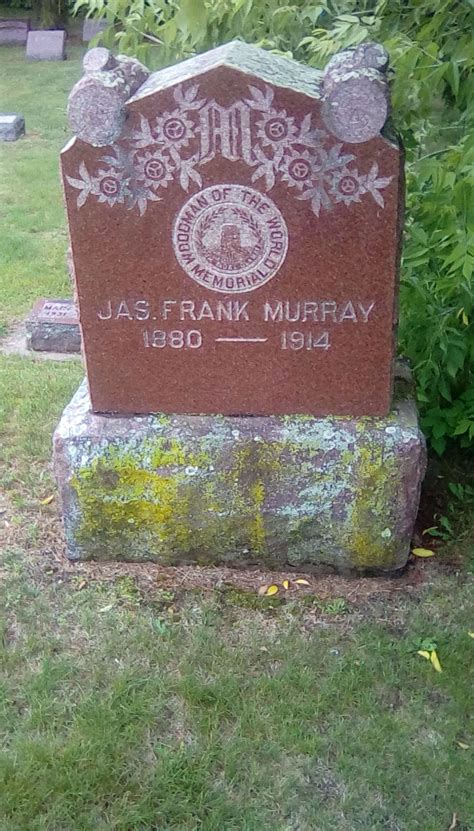 M
WOODMAN OF THE WORLD
MEMORIAL
JAS. FRANK MURRAY
1880 — 1914